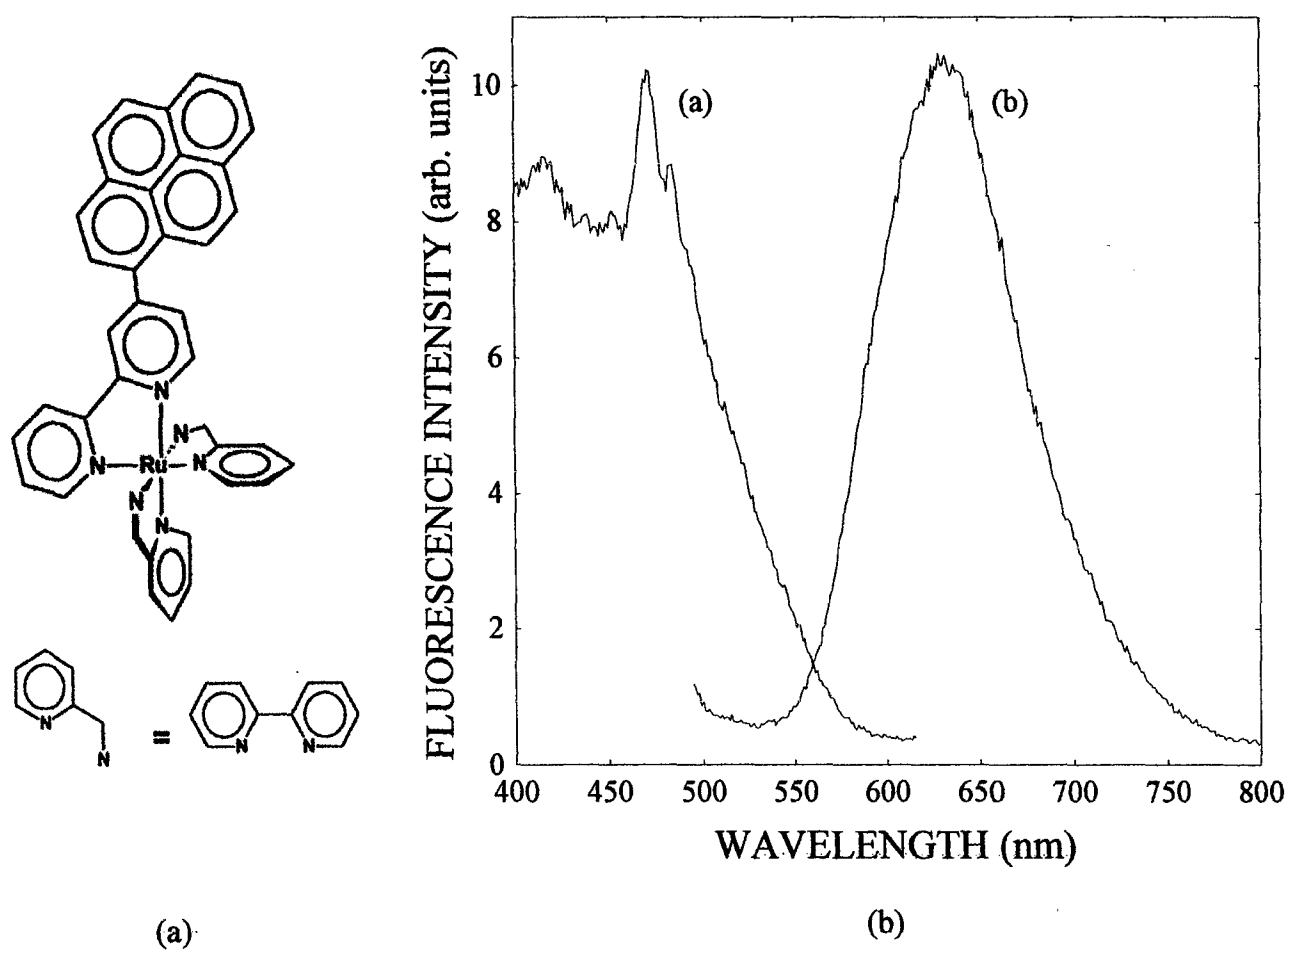 N
N
N
Ru
N
N
N
N
N
=
N
N
(a)
FLUORESCENCE INTENSITY (arb. units)
10
8
6
4
2
0
(a)
(b)
400 450 500 550 600 650 700 750 800
WAVELENGTH (nm)
(b)